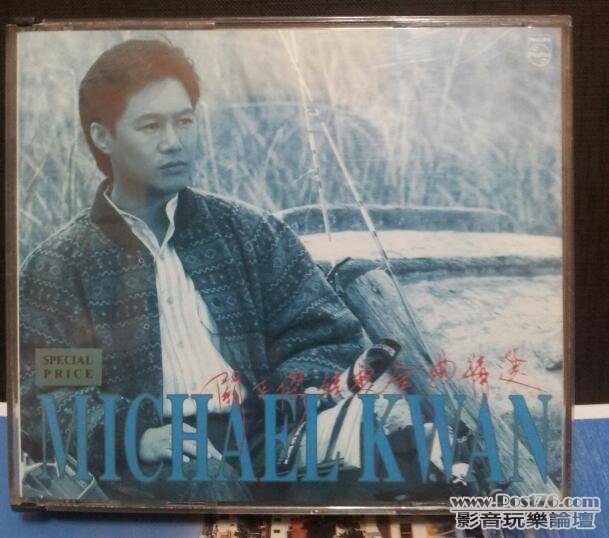 PHILIPS
SPECIAL
PRICE
MICHAEL KWAN
www.Post76.com
影音玩樂論壇